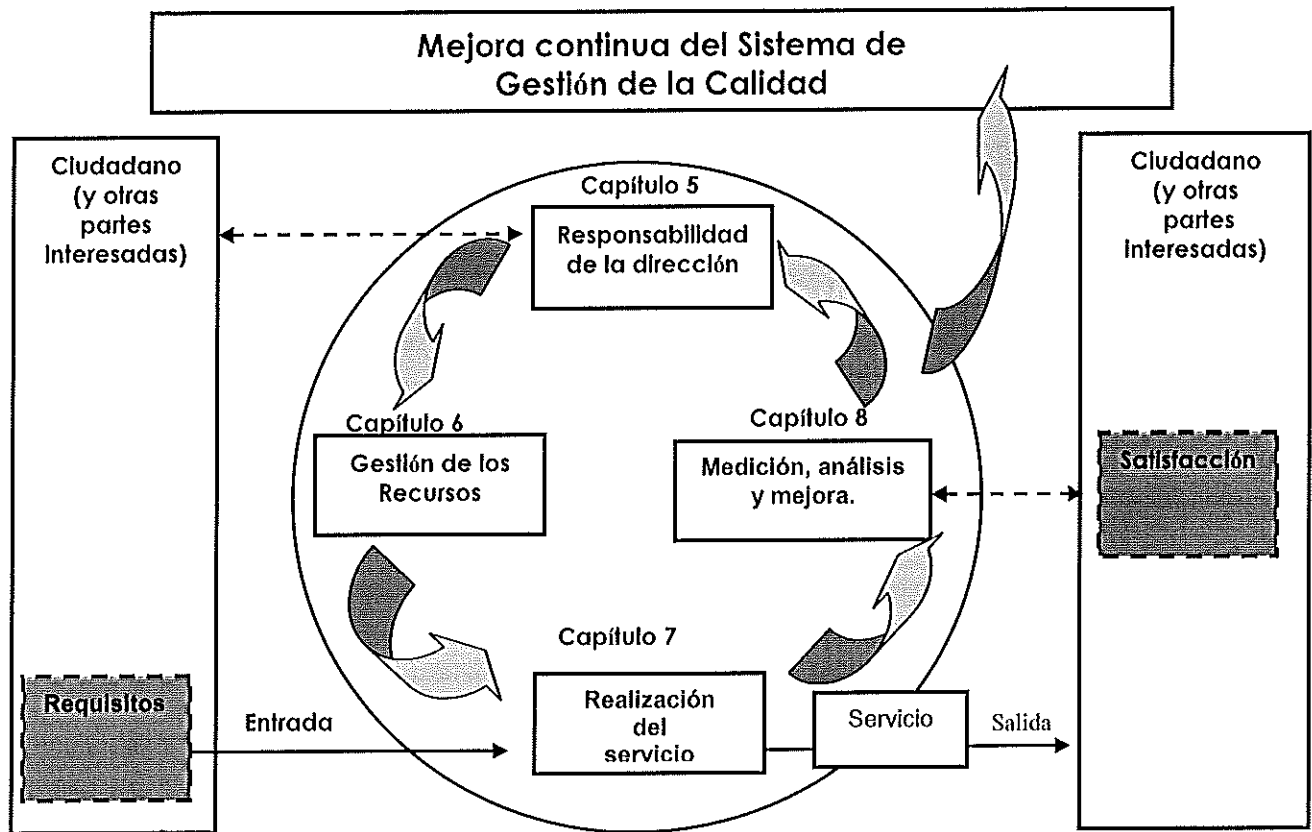 Mejora continua del Sistema de
Gestión de la Calidad
Ciudadano
(y otras
partes
interesadas)
Capítulo 5
Responsabilidad
de la dirección
Ciudadano
(y otras
partes
interesadas)
Capítulo 6
Gestión de los
Recursos
Capítulo 8
Medición, análisis
y mejora.
Satisfacción
Capítulo 7
Requisitos
Entrada
Realización
del
servicio
Servicio
Salida